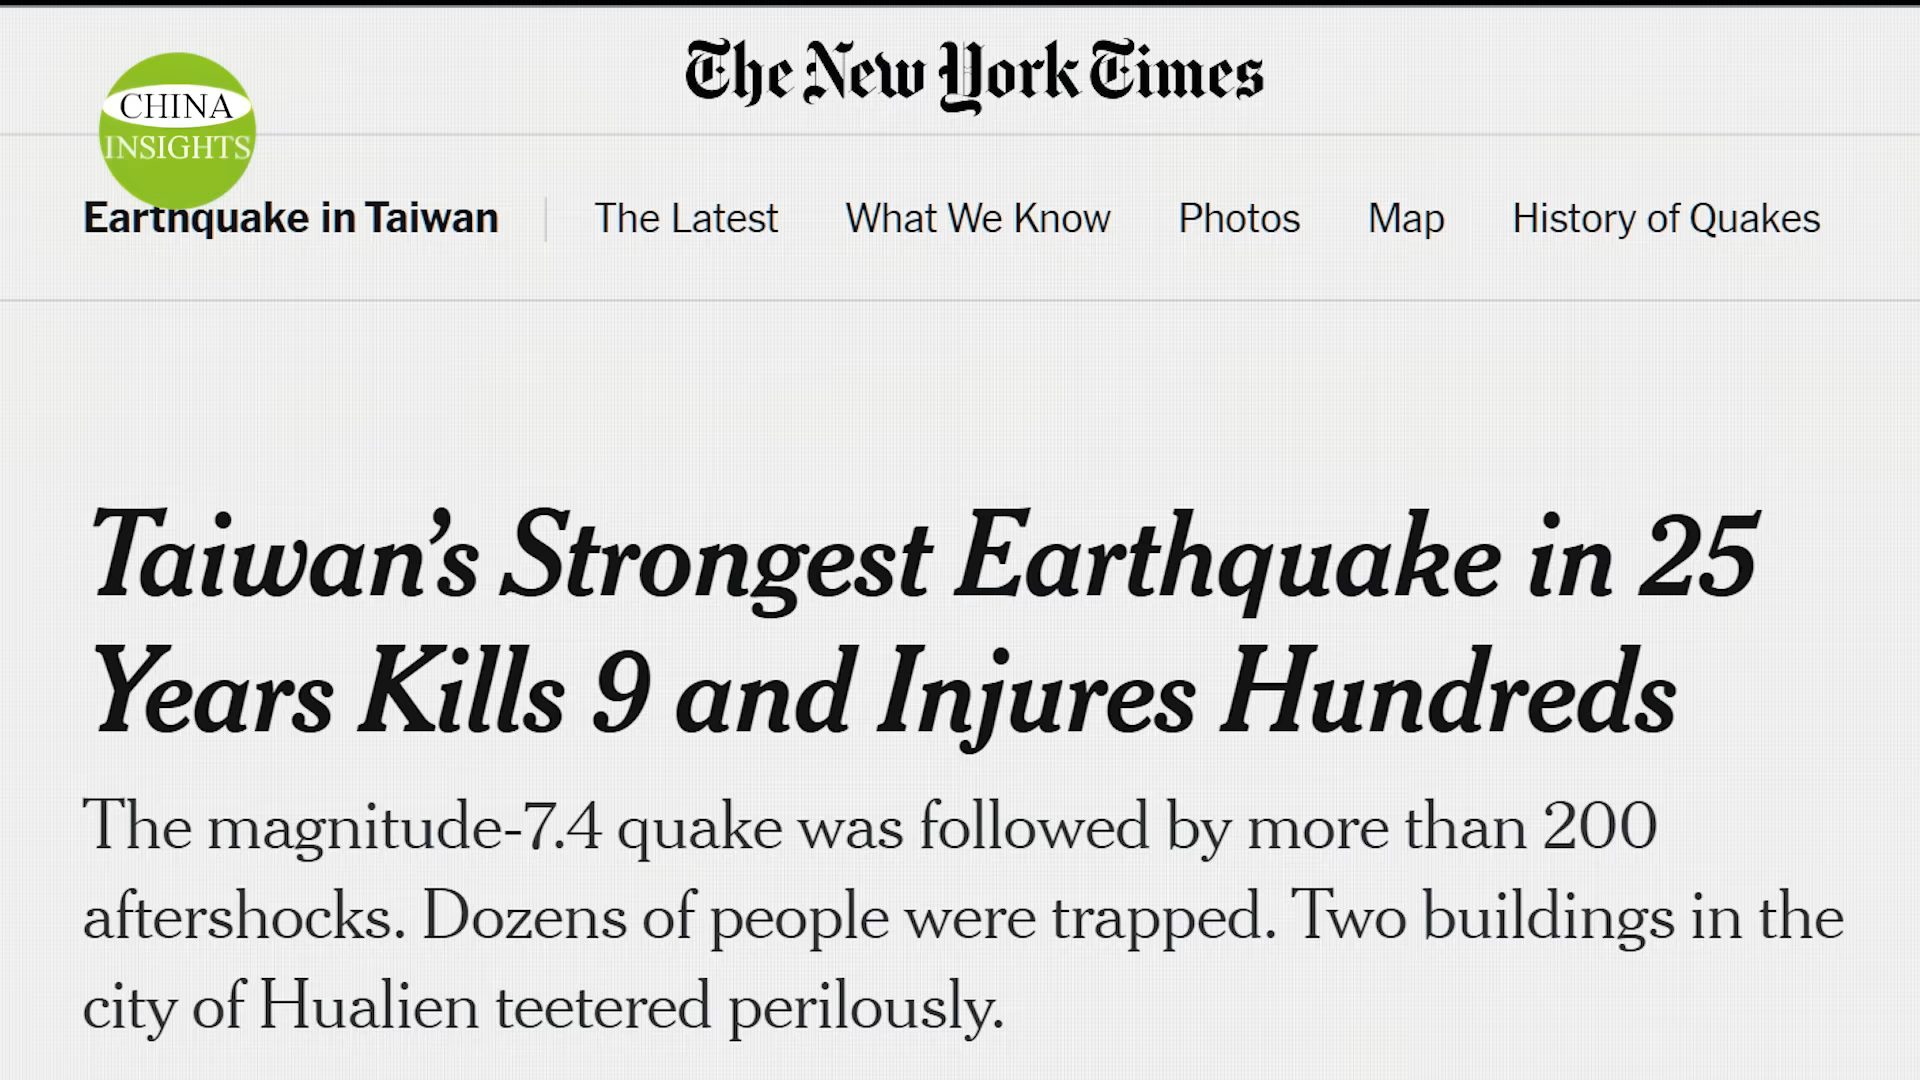 The New York Times
CHINA
INSIGHTS
Earthquake in Taiwan
The Latest
What We Know
Photos
Map
History of Quakes
Taiwan’s Strongest Earthquake in 25
Years Kills 9 and Injures Hundreds
The magnitude-7.4 quake was followed by more than 200
aftershocks. Dozens of people were trapped. Two buildings in the
city of Hualien teetered perilously.